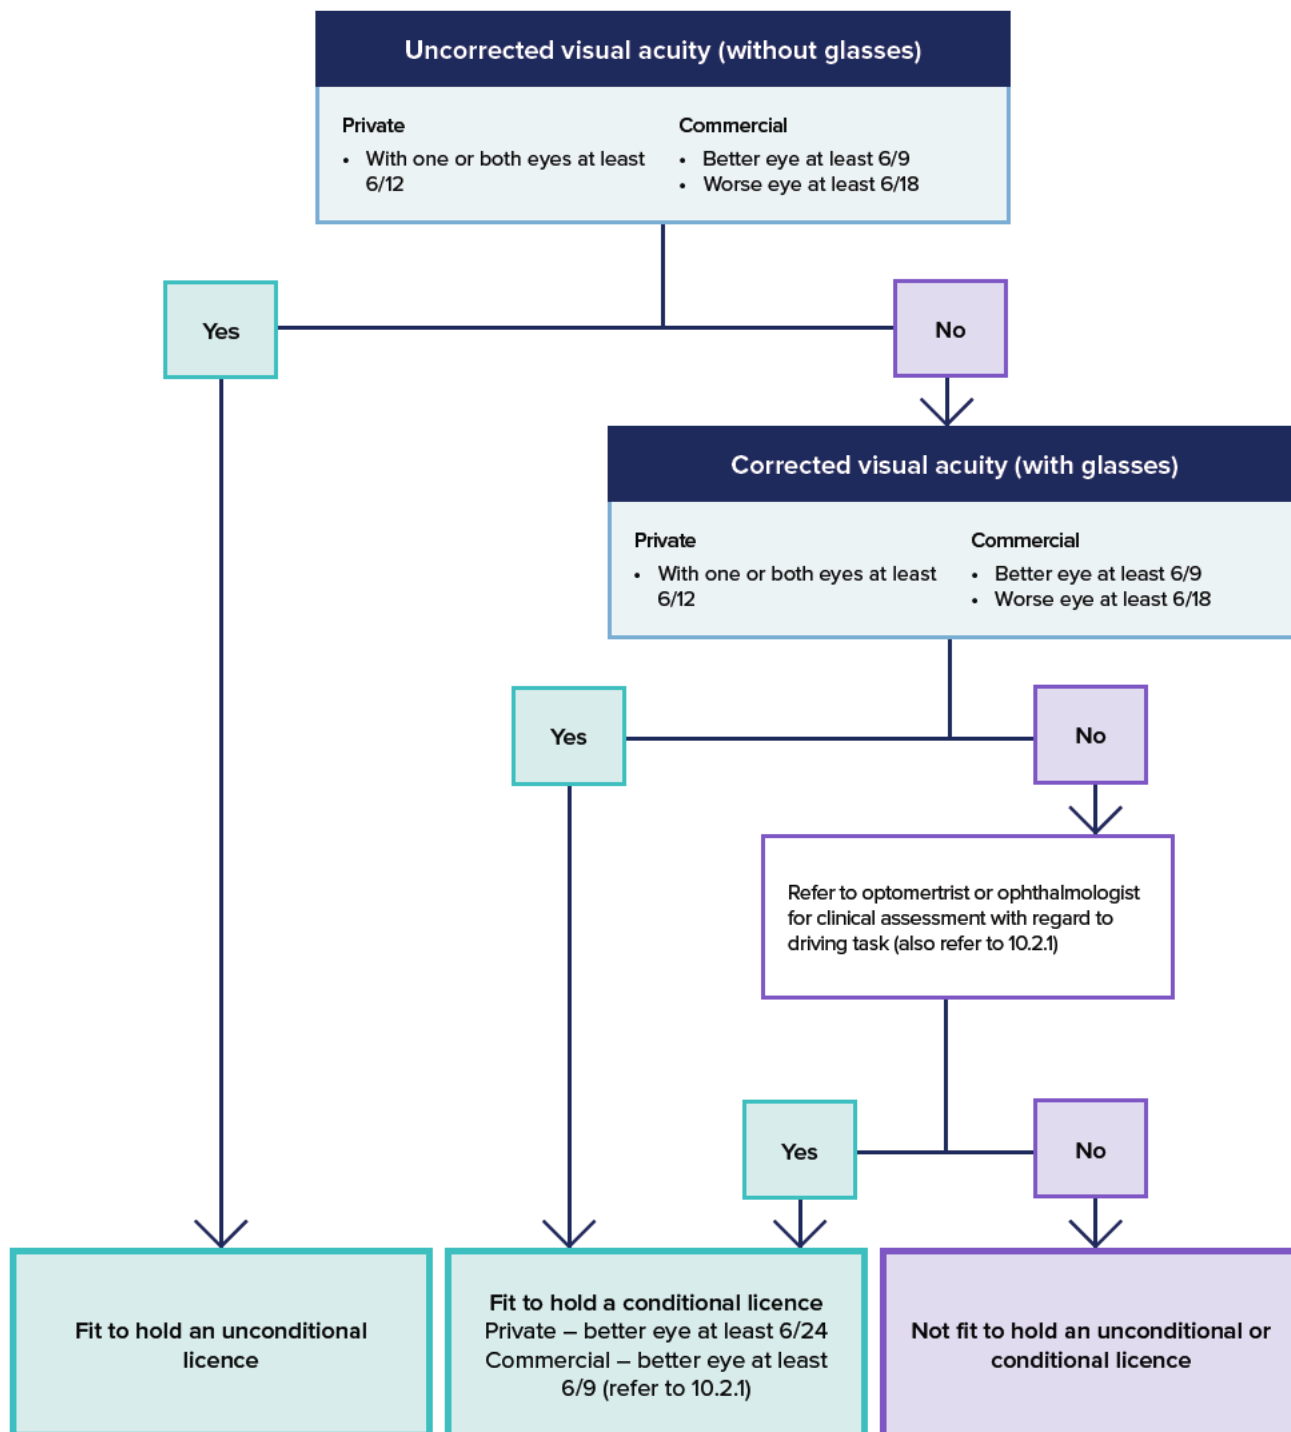 Uncorrected visual acuity (without glasses)
Private
• With one or both eyes at least
6/12
Commercial
• Better eye at least 6/9
• Worse eye at least 6/18
Yes
No
Corrected visual acuity (with glasses)
Private
• With one or both eyes at least
6/12
Commercial
• Better eye at least 6/9
• Worse eye at least 6/18
Yes
No
Refer to optomertrist or ophthalmologist
for clinical assessment with regard to
driving task (also refer to 10.2.1)
Yes
No
Fit to hold an unconditional
licence
Fit to hold a conditional licence
Private – better eye at least 6/24
Commercial – better eye at least
6/9 (refer to 10.2.1)
Not fit to hold an unconditional or
conditional licence